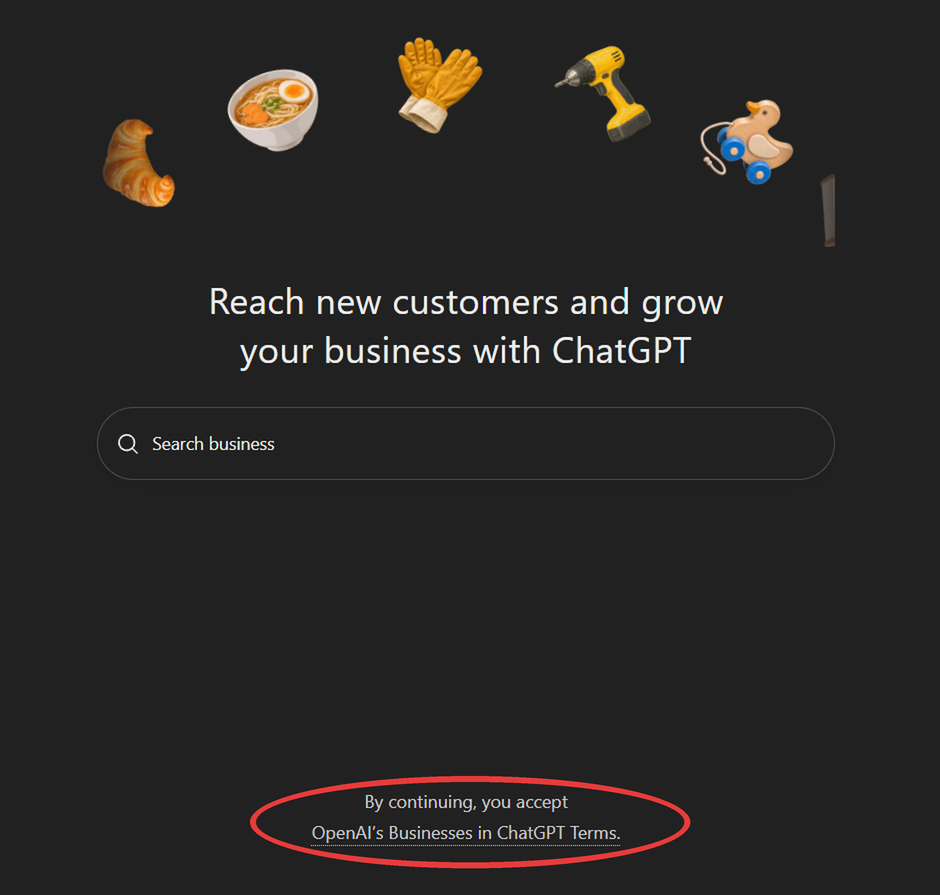 Reach new customers and grow
your business with ChatGPT
Search business
By continuing, you accept
OpenAI's Businesses in ChatGPT Terms.